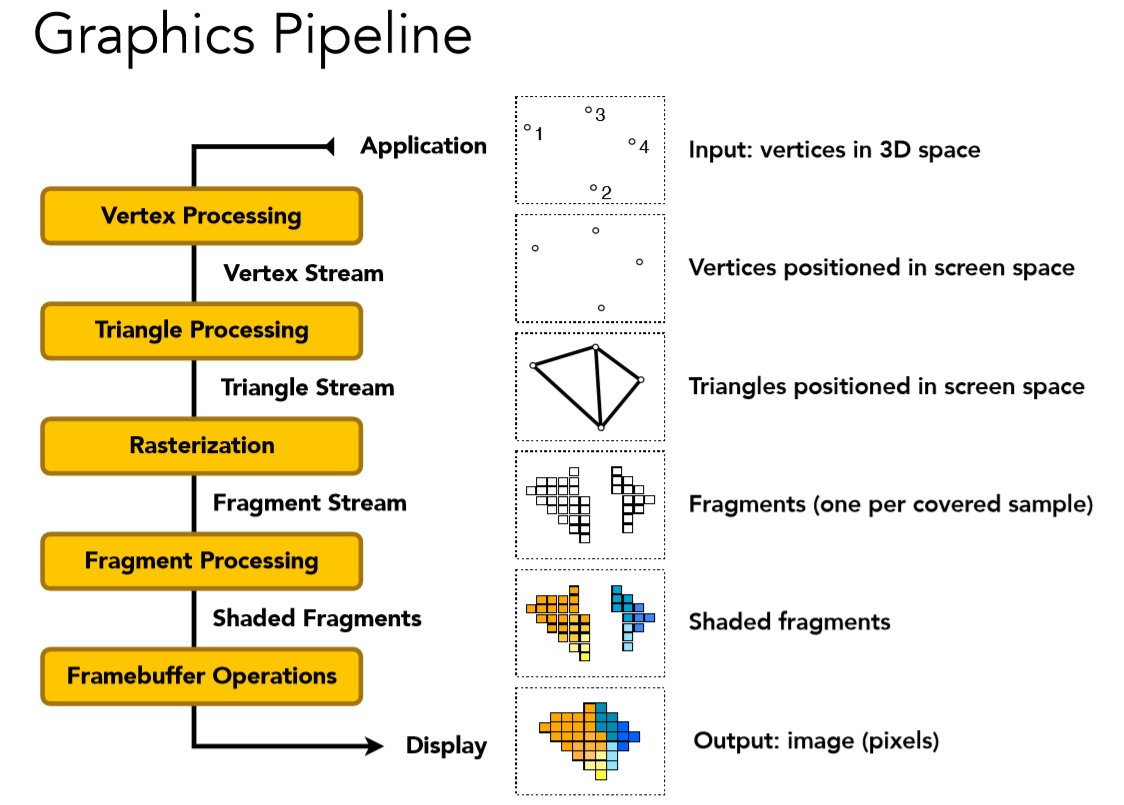 Graphics Pipeline
Application
Vertex Processing
Vertex Stream
Triangle Processing
Triangle Stream
Rasterization
Fragment Stream
Fragment Processing
Shaded Fragments
Framebuffer Operations
Display
1
3
4
2
Input: vertices in 3D space
Vertices positioned in screen space
Triangles positioned in screen space
Fragments (one per covered sample)
Shaded fragments
Output: image (pixels)